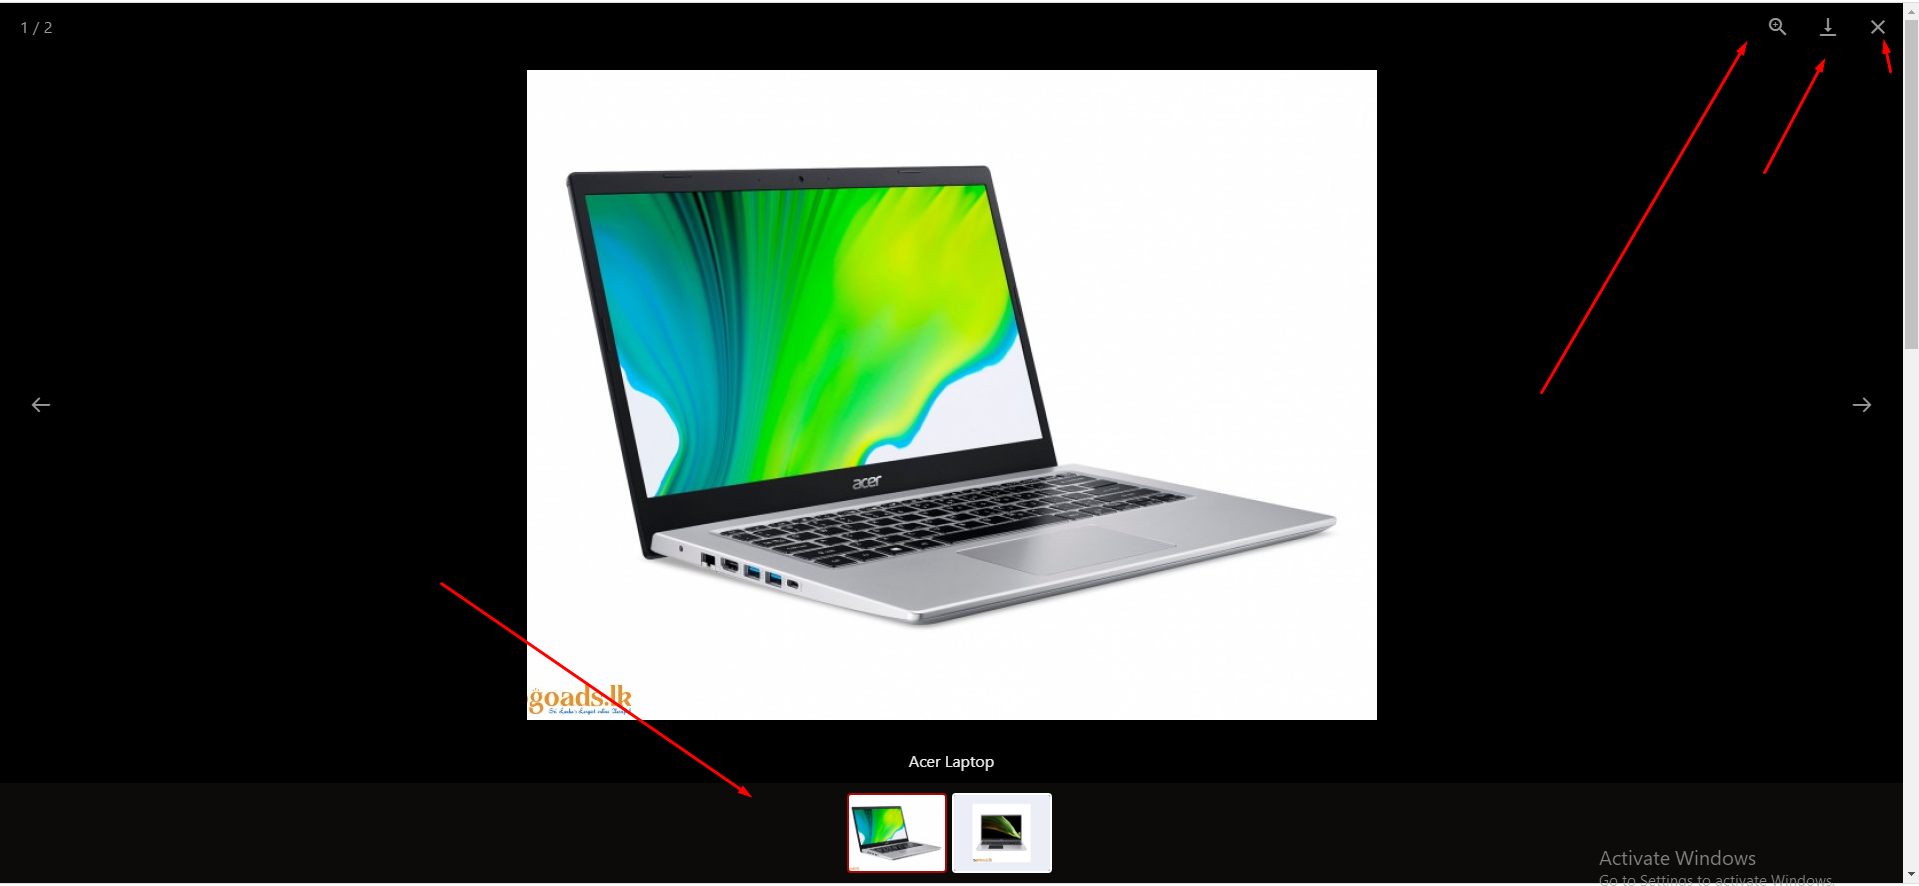 1 / 2
acer
goads.lk
Acer Laptop
Activate Windows
Go to Settings to activate Windows.